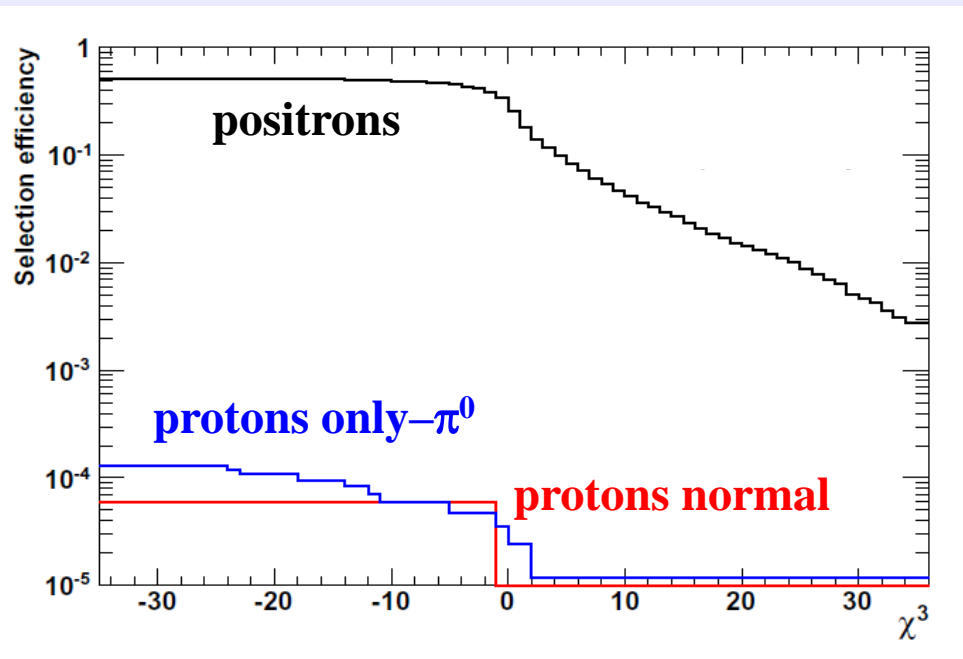 Selection efficiency
1
10⁻¹
10⁻²
10⁻³
10⁻⁴
10⁻⁵
positrons
protons only–π⁰
protons normal
-30 -20 -10 0 10 20 30
χ³